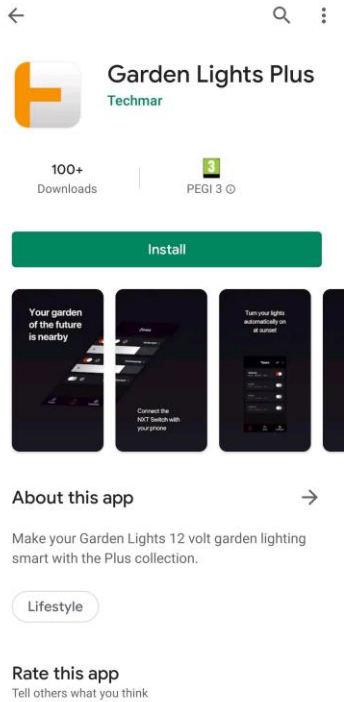 Garden Lights Plus
Techmar
100+
Downloads
3
PEGI 3
Install
Your garden
of the future
is nearby
Connect the
NXT Switch with
your phone
Turn your lights
automatically on
at sunset
About this app
Make your Garden Lights 12 volt garden lighting
smart with the Plus collection.
Lifestyle
Rate this app
Tell others what you think